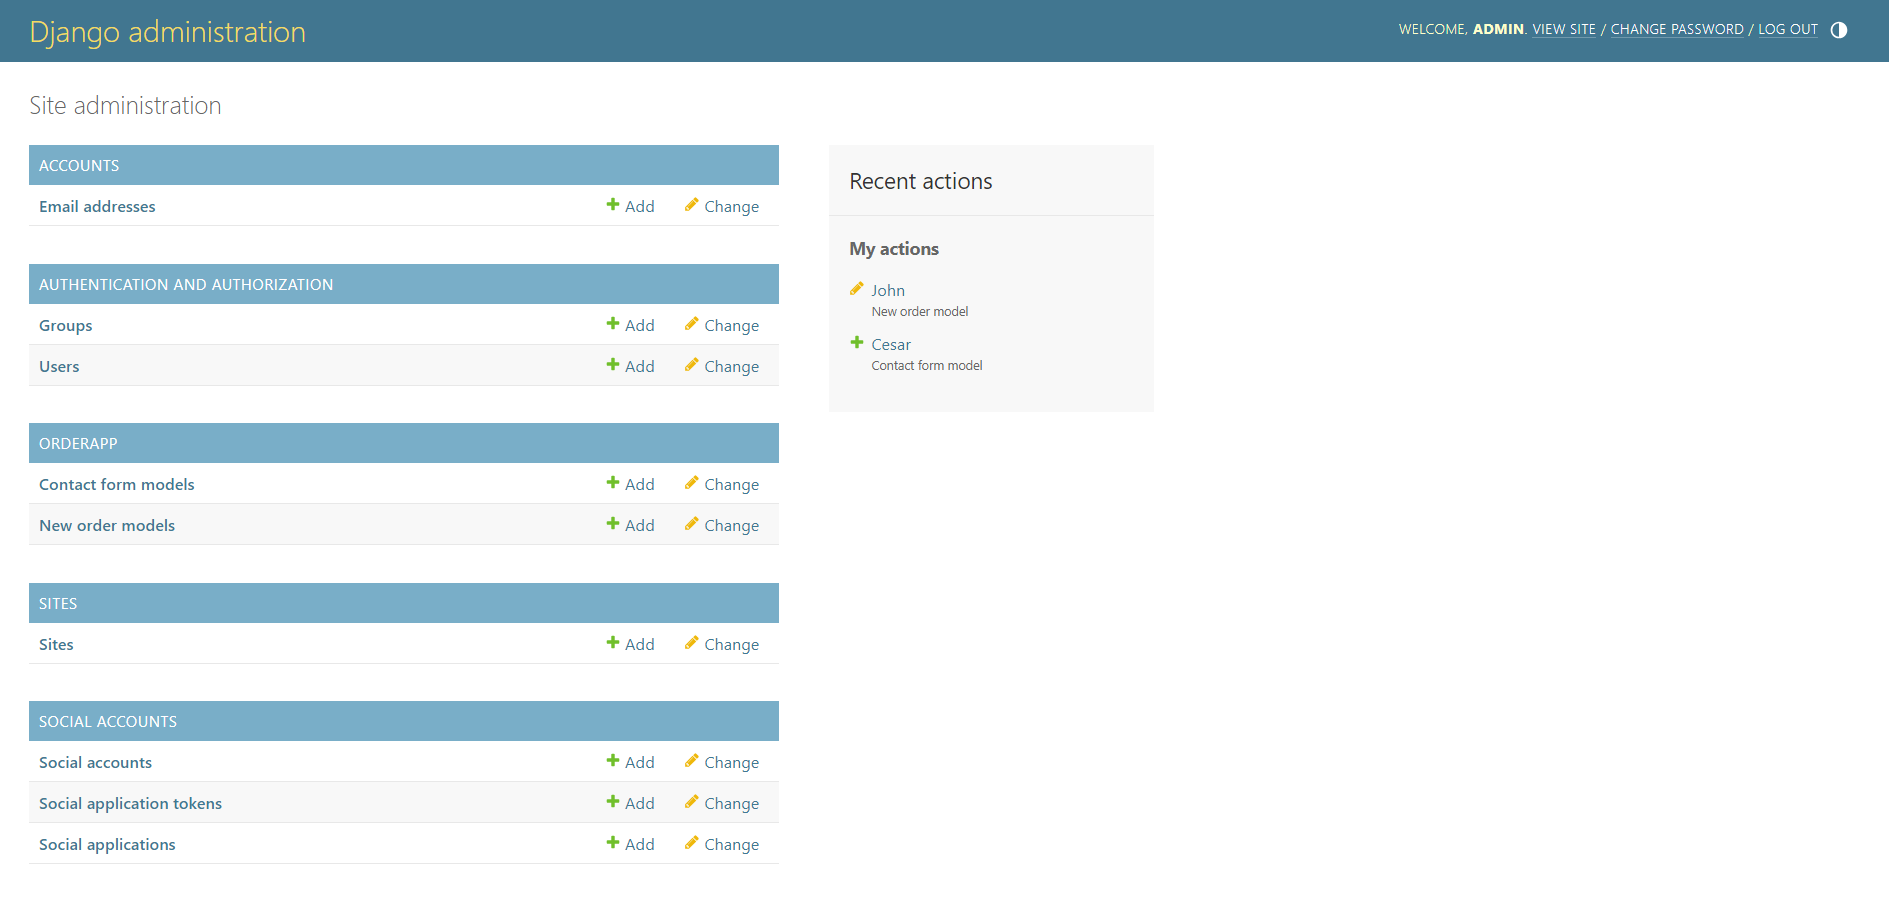 Django administration
WELCOME, ADMIN. VIEW SITE / CHANGE PASSWORD / LOG OUT
Site administration
ACCOUNTS
Email addresses Add Change
AUTHENTICATION AND AUTHORIZATION
Groups Add Change
Users Add Change
ORDERAPP
Contact form models Add Change
New order models Add Change
SITES
Sites Add Change
SOCIAL ACCOUNTS
Social accounts Add Change
Social application tokens Add Change
Social applications Add Change
Recent actions
My actions
John
New order model
Cesar
Contact form model